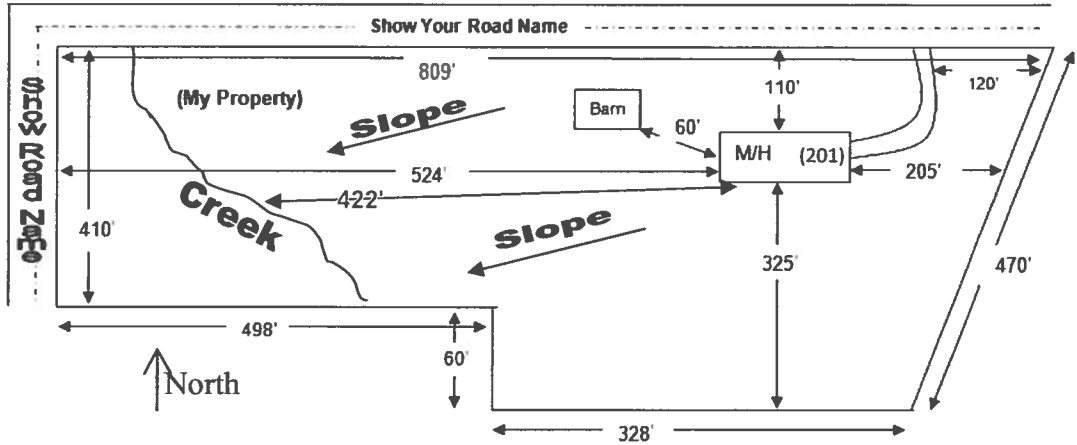 Show Your Road Name
Show Road Name
809'
(My Property)
Slope
Barn
110'
120'
60'
M/H (201)
524'
205'
422'
Creek
410'
Slope
325'
470'
498'
60'
North
328'